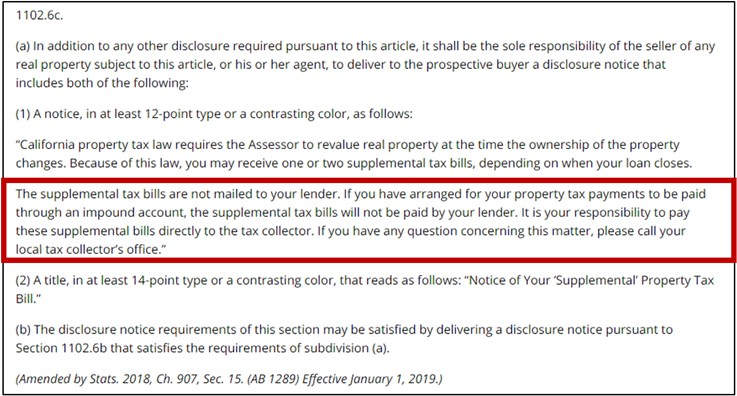 1102.6c.
(a) In addition to any other disclosure required pursuant to this article, it shall be the sole responsibility of the seller of any
real property subject to this article, or his or her agent, to deliver to the prospective buyer a disclosure notice that
includes both of the following:
(1) A notice, in at least 12-point type or a contrasting color, as follows:
“California property tax law requires the Assessor to revalue real property at the time the ownership of the property
changes. Because of this law, you may receive one or two supplemental tax bills, depending on when your loan closes.
The supplemental tax bills are not mailed to your lender. If you have arranged for your property tax payments to be paid
through an impound account, the supplemental tax bills will not be paid by your lender. It is your responsibility to pay
these supplemental bills directly to the tax collector. If you have any question concerning this matter, please call your
local tax collector’s office.”
(2) A title, in at least 14-point type or a contrasting color, that reads as follows: “Notice of Your ‘Supplemental’ Property Tax
Bill.”
(b) The disclosure notice requirements of this section may be satisfied by delivering a disclosure notice pursuant to
Section 1102.6b that satisfies the requirements of subdivision (a).
(Amended by Stats. 2018, Ch. 907, Sec. 15. (AB 1289) Effective January 1, 2019.)